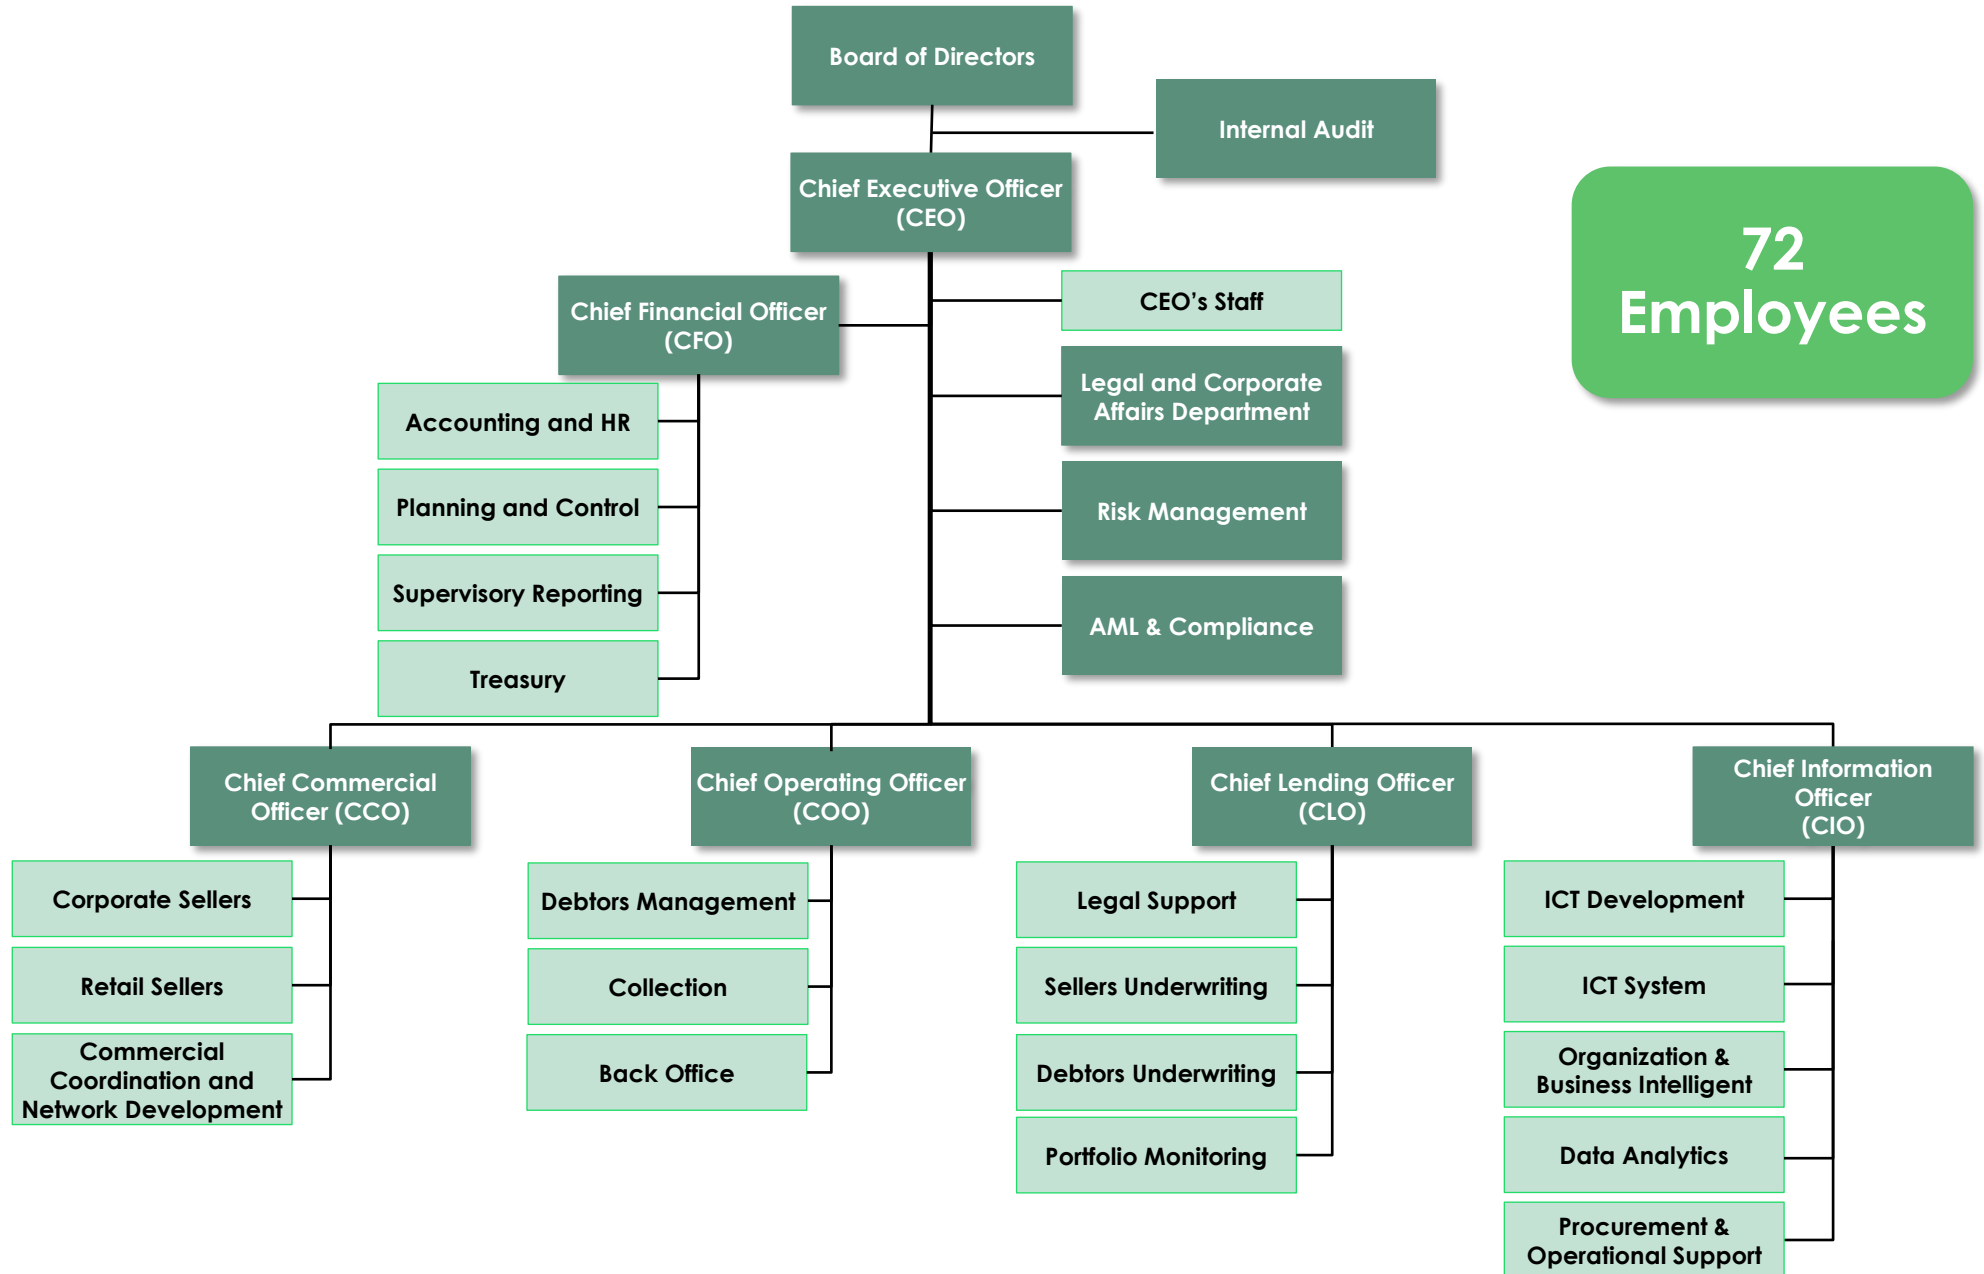 Board of Directors
Internal Audit
Chief Executive Officer
(CEO)
72
Employees
Chief Financial Officer
(CFO)
CEO’s Staff
Legal and Corporate
Affairs Department
Accounting and HR
Planning and Control
Risk Management
Supervisory Reporting
AML & Compliance
Treasury
Chief Commercial
Officer (CCO)
Chief Operating Officer
(COO)
Chief Lending Officer
(CLO)
Chief Information
Officer
(CIO)
Corporate Sellers
Retail Sellers
Commercial
Coordination and
Network Development
Debtors Management
Collection
Back Office
Legal Support
Sellers Underwriting
Debtors Underwriting
Portfolio Monitoring
ICT Development
ICT System
Organization &
Business Intelligent
Data Analytics
Procurement &
Operational Support